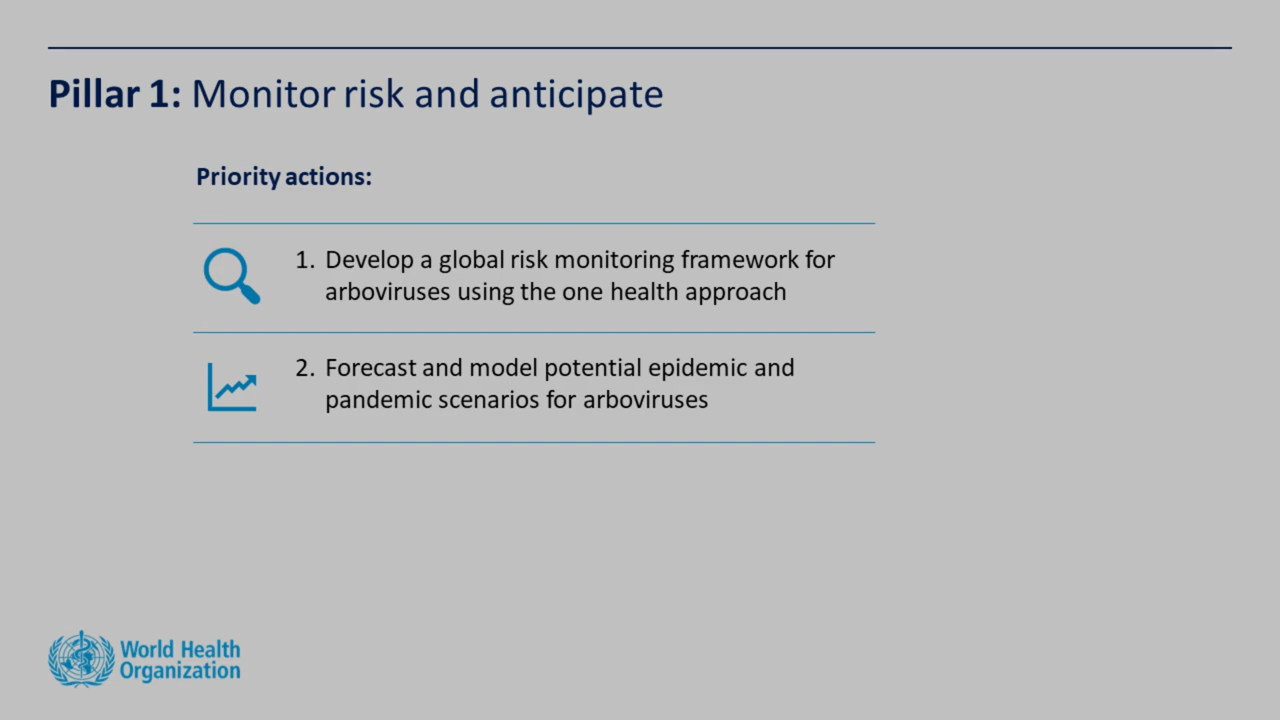 Pillar 1: Monitor risk and anticipate
Priority actions:
1. Develop a global risk monitoring framework for
arboviruses using the one health approach
2. Forecast and model potential epidemic and
pandemic scenarios for arboviruses
World Health
Organization